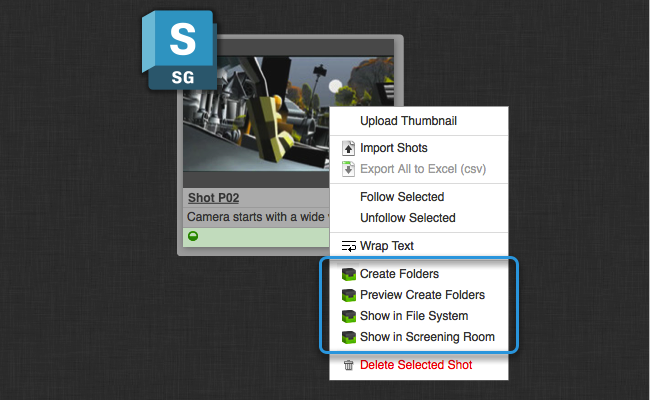 S
SG
Upload Thumbnail
Import Shots
Export All to Excel (csv)
Follow Selected
Unfollow Selected
Shot P02
Camera starts with a wide
Wrap Text
Create Folders
Preview Create Folders
Show in File System
Show in Screening Room
Delete Selected Shot